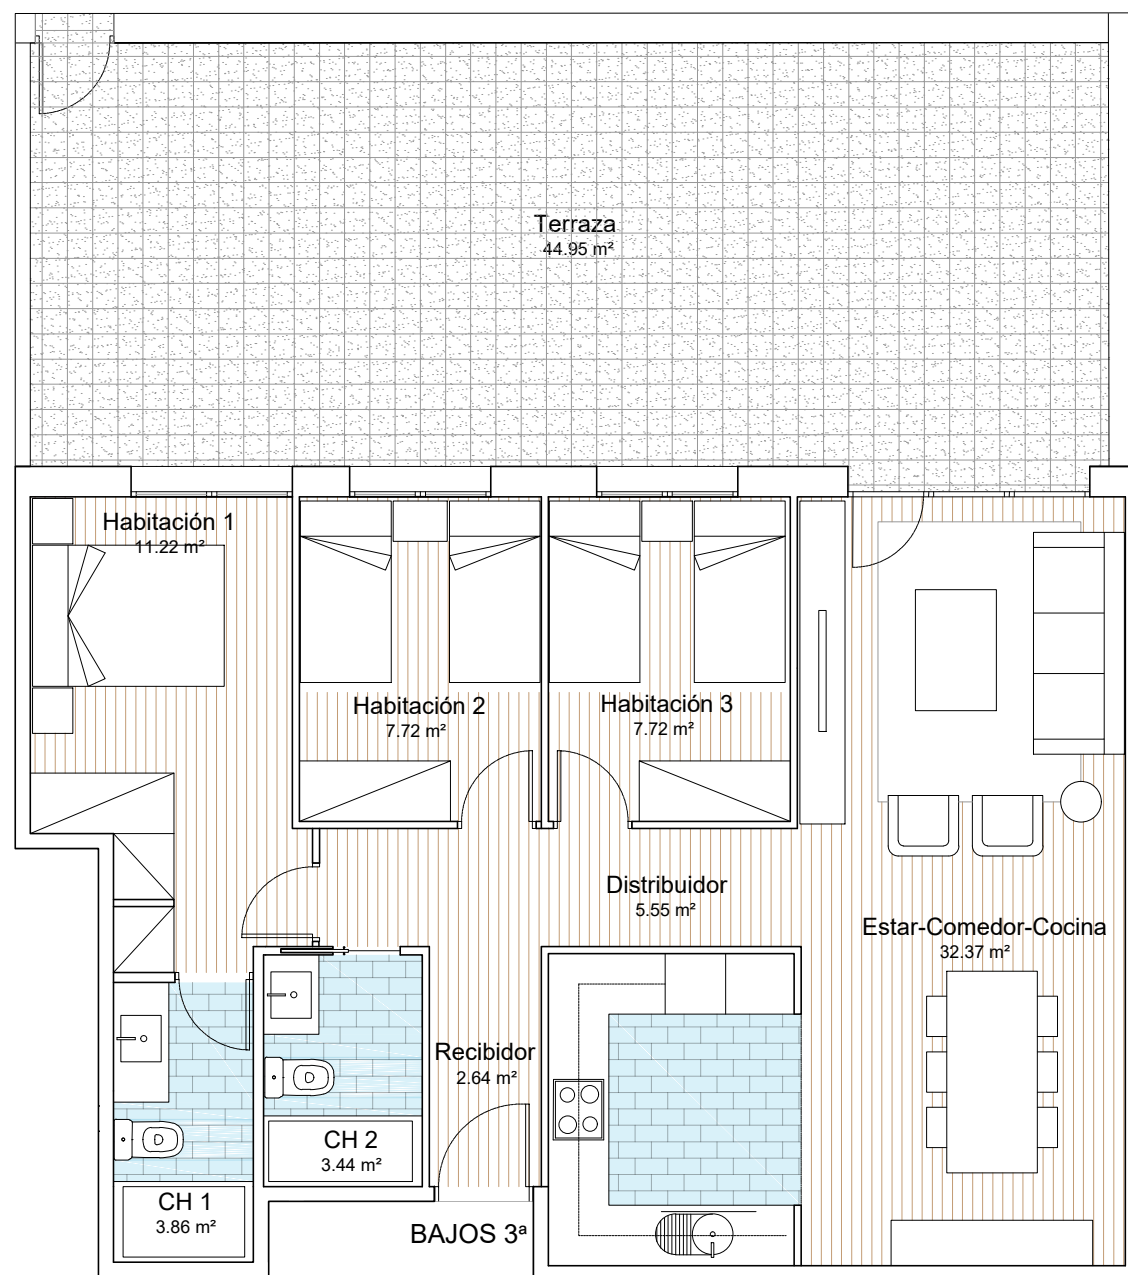 Terraza
44.95 m²
Habitación 1
11.22 m²
Habitación 2
7.72 m²
Habitación 3
7.72 m²
Distribuidor
5.55 m²
Estar-Comedor-Cocina
32.37 m²
Recibidor
2.64 m²
CH 2
3.44 m²
CH 1
3.86 m²
BAJOS 3ª